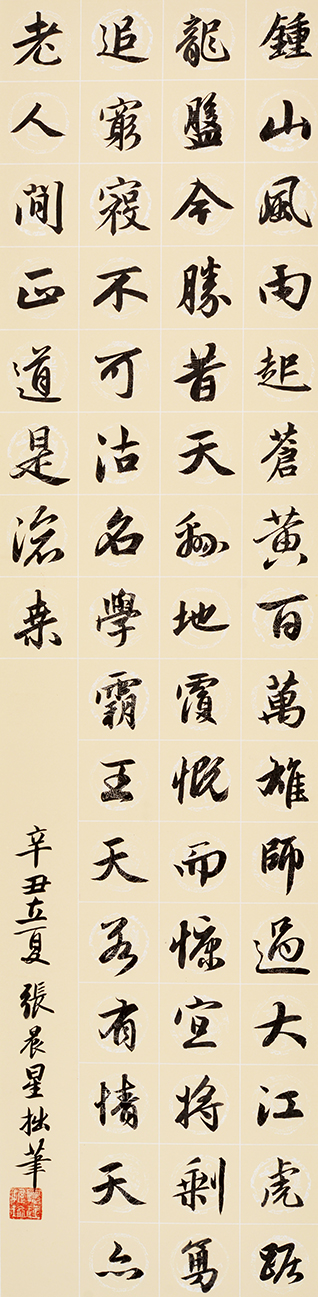 鍾山風雨起蒼黃百萬雄師過大江虎踞
龍盤今勝昔天翻地覆慨而慷宜將剩勇
追窮寇不可沽名學霸王天若有情天亦
老人間正道是滄桒
辛丑立夏張晨星拙筆